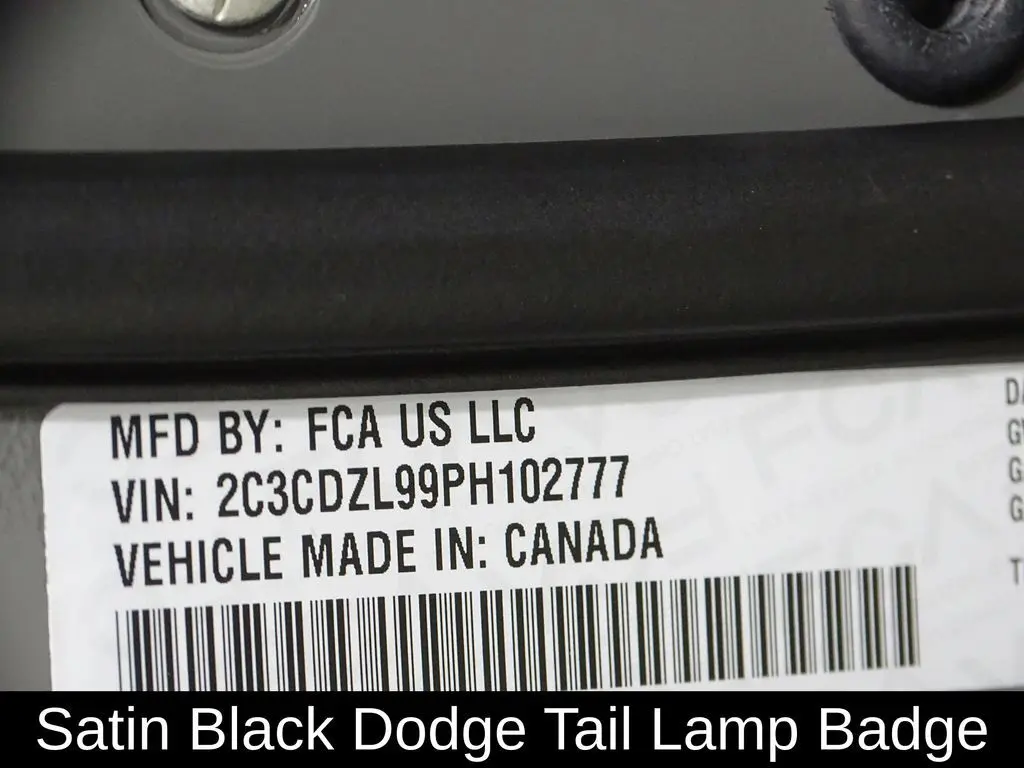 MFD BY: FCA US LLC
VIN: 2C3CDZL99PH102777
VEHICLE MADE IN: CANADA
Satin Black Dodge Tail Lamp Badge